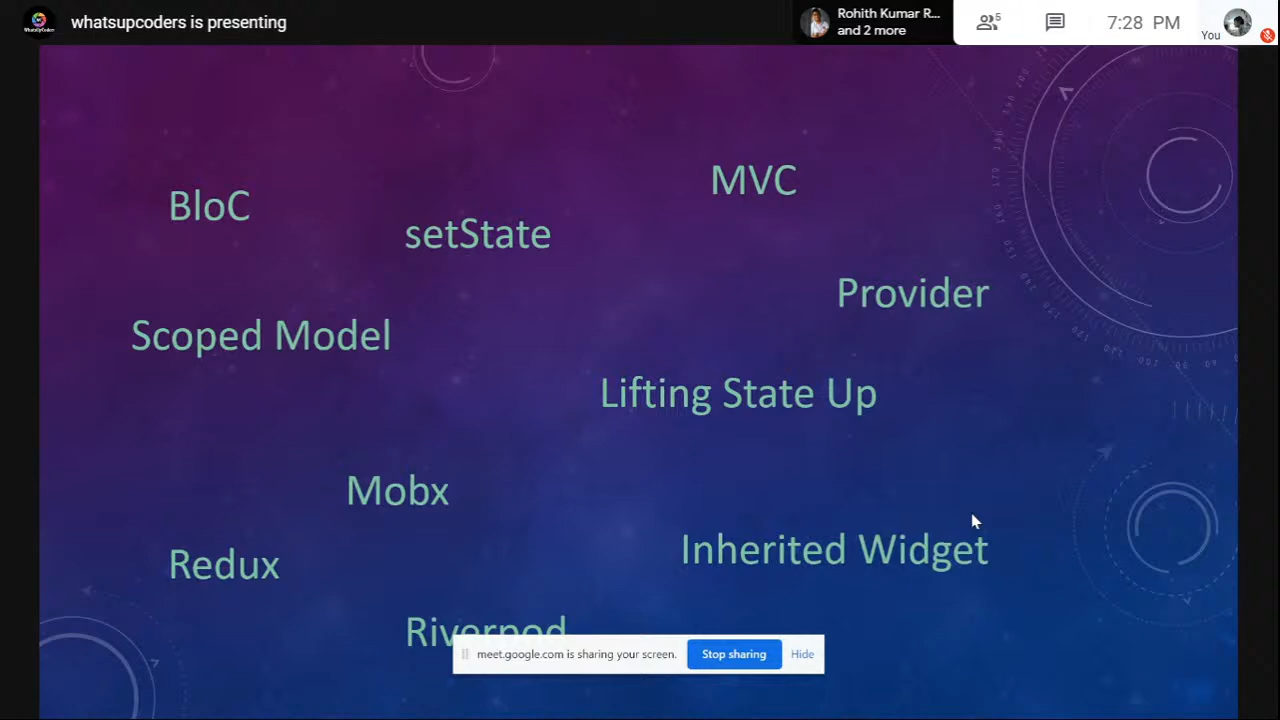 whatsupcoders is presenting
Rohith Kumar R...
and 2 more
5
7:28 PM
You
BloC
setState
MVC
Provider
Scoped Model
Lifting State Up
Mobx
Inherited Widget
Redux
Riverpod
meet.google.com is sharing your screen.
Stop sharing
Hide